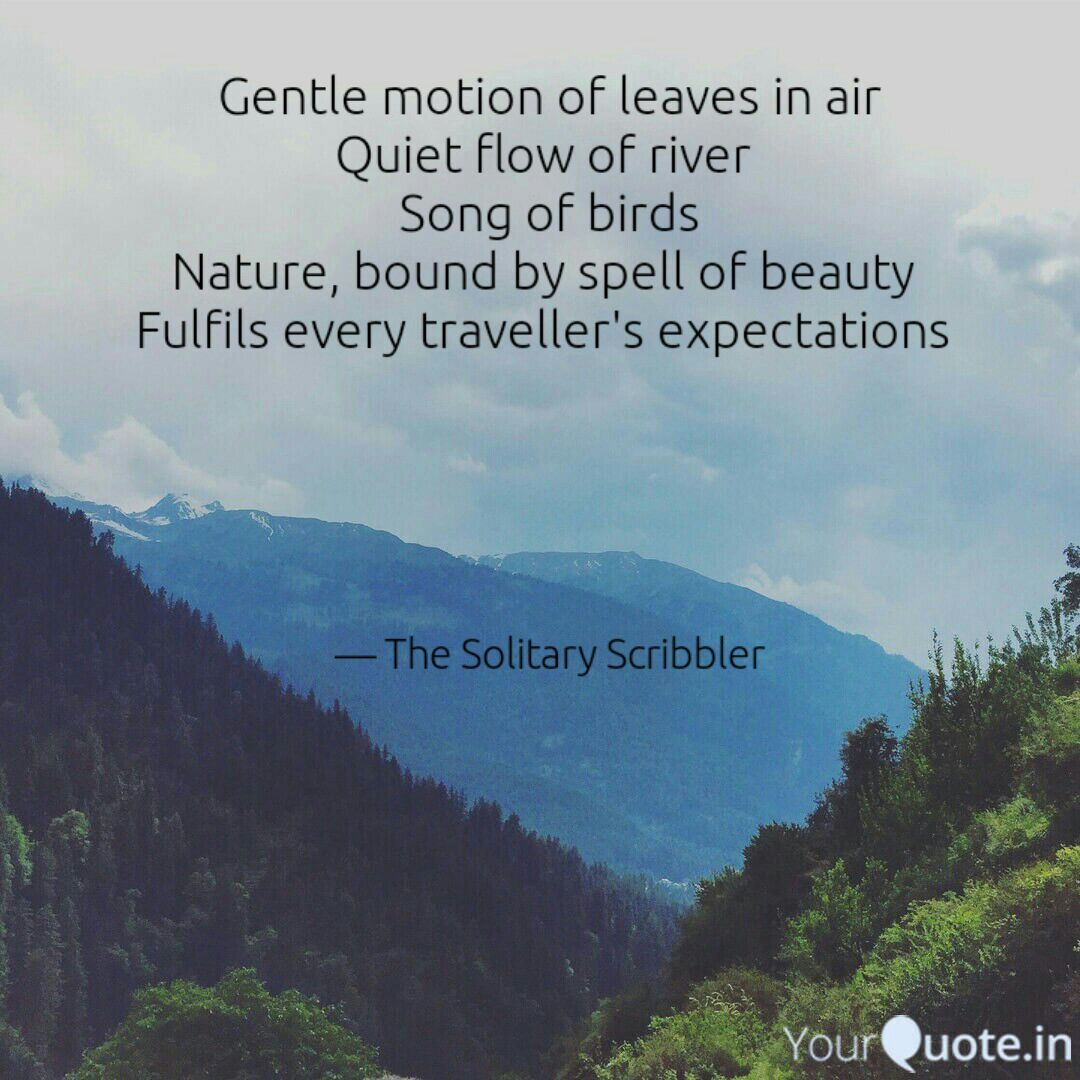 Gentle motion of leaves in air
Quiet flow of river
Song of birds
Nature, bound by spell of beauty
Fulfils every traveller's expectations
— The Solitary Scribbler
YourQuote.in